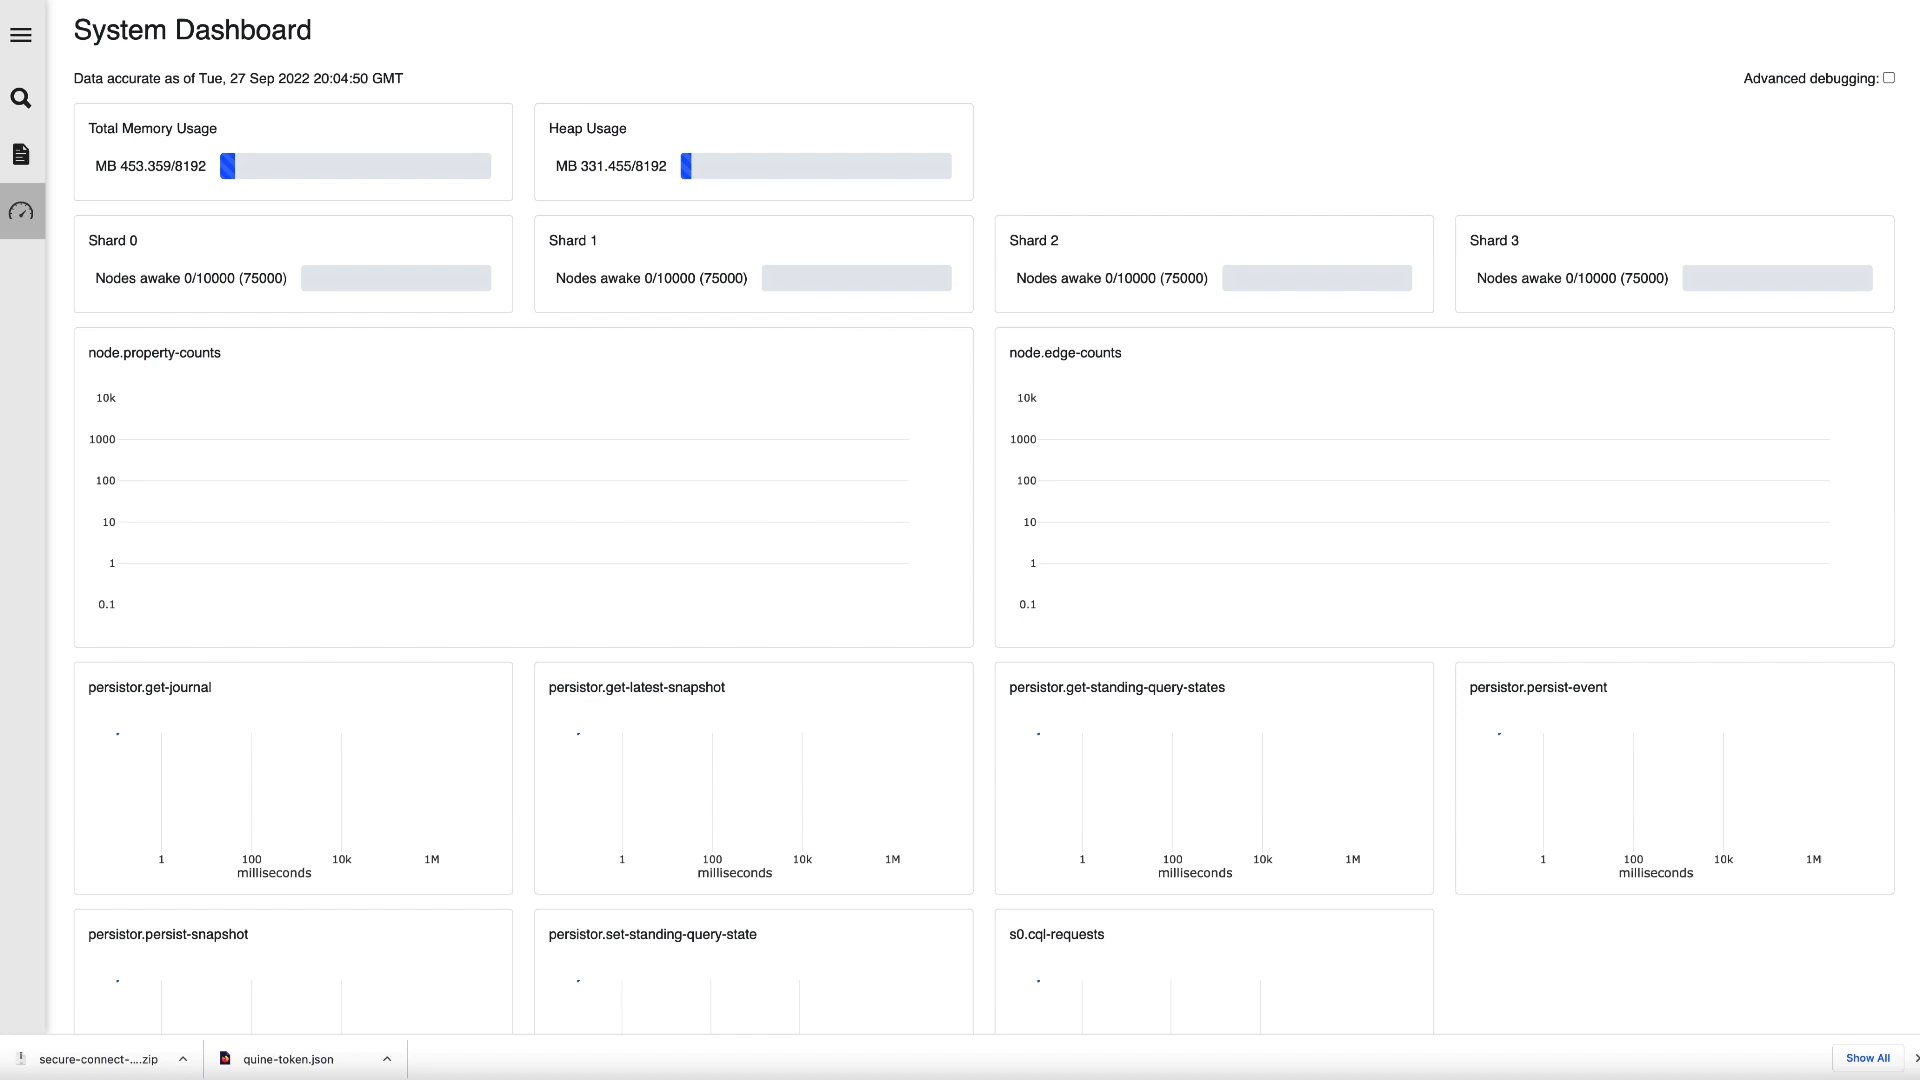 System Dashboard
Data accurate as of Tue, 27 Sep 2022 20:04:50 GMT
Advanced debugging:
Total Memory Usage
MB 453.359/8192
Heap Usage
MB 331.455/8192
Shard 0
Nodes awake 0/10000 (75000)
Shard 1
Nodes awake 0/10000 (75000)
Shard 2
Nodes awake 0/10000 (75000)
Shard 3
Nodes awake 0/10000 (75000)
node.property-counts
10k
1000
100
10
1
0.1
node.edge-counts
10k
1000
100
10
1
0.1
persistor.get-journal
1 100 10k 1M
milliseconds
persistor.get-latest-snapshot
1 100 10k 1M
milliseconds
persistor.get-standing-query-states
1 100 10k 1M
milliseconds
persistor.persist-event
1 100 10k 1M
milliseconds
persistor.persist-snapshot
persistor.set-standing-query-state
s0.cql-requests
secure-connect-....zip
quine-token.json
Show All